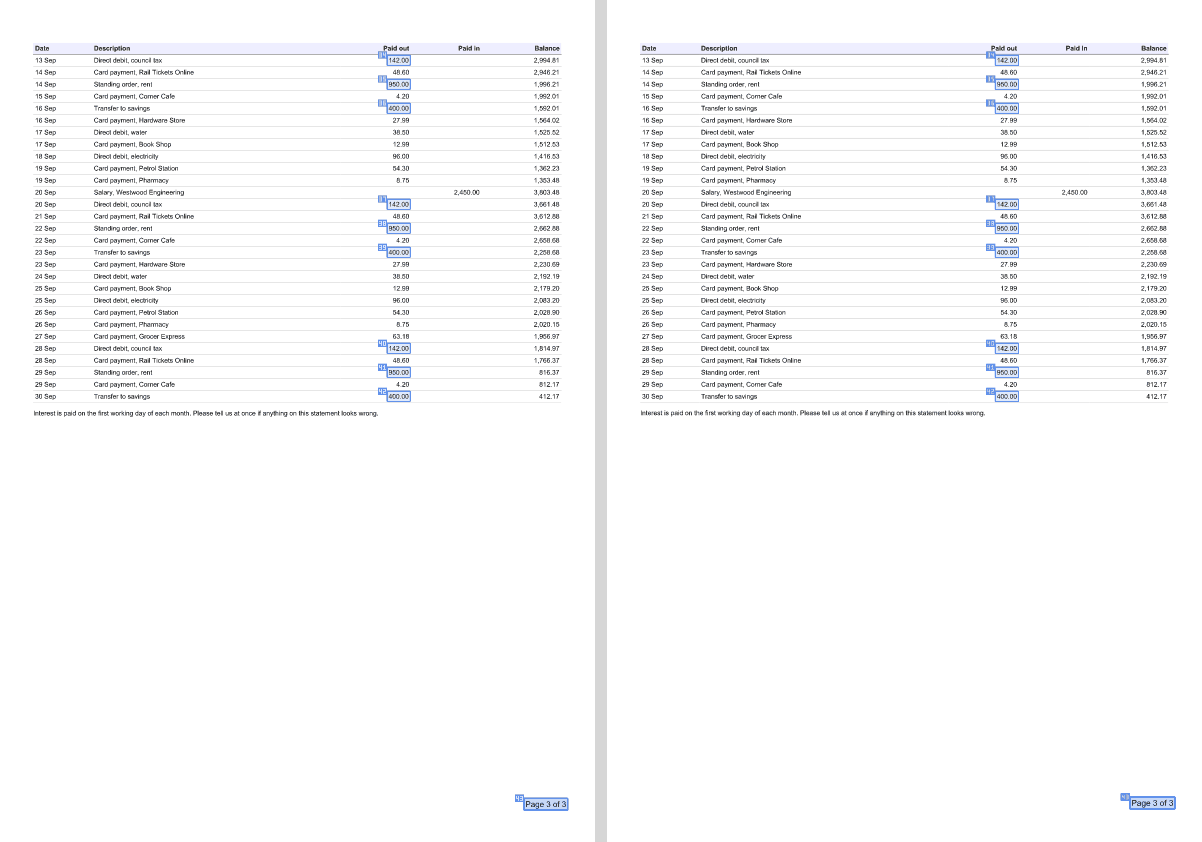 Date Description Paid out Paid in Balance
13 Sep Direct debit, council tax 142.00 2,994.81
14 Sep Card payment, Rail Tickets Online 48.60 2,946.21
14 Sep Standing order, rent 950.00 1,996.21
15 Sep Card payment, Corner Cafe 4.20 1,992.01
16 Sep Transfer to savings 400.00 1,592.01
16 Sep Card payment, Hardware Store 27.99 1,564.02
17 Sep Direct debit, water 38.50 1,525.52
17 Sep Card payment, Book Shop 12.99 1,512.53
18 Sep Direct debit, electricity 96.00 1,416.53
19 Sep Card payment, Petrol Station 54.30 1,362.23
19 Sep Card payment, Pharmacy 8.75 1,353.48
20 Sep Salary, Westwood Engineering 2,450.00 3,803.48
20 Sep Direct debit, council tax 142.00 3,661.48
21 Sep Card payment, Rail Tickets Online 48.60 3,612.88
22 Sep Standing order, rent 950.00 2,662.88
22 Sep Card payment, Corner Cafe 4.20 2,658.68
23 Sep Transfer to savings 400.00 2,258.68
23 Sep Card payment, Hardware Store 27.99 2,230.69
24 Sep Direct debit, water 38.50 2,192.19
25 Sep Card payment, Book Shop 12.99 2,179.20
25 Sep Direct debit, electricity 96.00 2,083.20
26 Sep Card payment, Petrol Station 54.30 2,028.90
26 Sep Card payment, Pharmacy 8.75 2,020.15
27 Sep Card payment, Grocer Express 63.18 1,956.97
28 Sep Direct debit, council tax 142.00 1,814.97
28 Sep Card payment, Rail Tickets Online 48.60 1,766.37
29 Sep Standing order, rent 950.00 816.37
29 Sep Card payment, Corner Cafe 4.20 812.17
30 Sep Transfer to savings 400.00 412.17
Interest is paid on the first working day of each month. Please tell us at once if anything on this statement looks wrong.
Page 3 of 3
Date Description Paid out Paid in Balance
13 Sep Direct debit, council tax 142.00 2,994.81
14 Sep Card payment, Rail Tickets Online 48.60 2,946.21
14 Sep Standing order, rent 950.00 1,996.21
15 Sep Card payment, Corner Cafe 4.20 1,992.01
16 Sep Transfer to savings 400.00 1,592.01
16 Sep Card payment, Hardware Store 27.99 1,564.02
17 Sep Direct debit, water 38.50 1,525.52
17 Sep Card payment, Book Shop 12.99 1,512.53
18 Sep Direct debit, electricity 96.00 1,416.53
19 Sep Card payment, Petrol Station 54.30 1,362.23
19 Sep Card payment, Pharmacy 8.75 1,353.48
20 Sep Salary, Westwood Engineering 2,450.00 3,803.48
20 Sep Direct debit, council tax 142.00 3,661.48
21 Sep Card payment, Rail Tickets Online 48.60 3,612.88
22 Sep Standing order, rent 950.00 2,662.88
22 Sep Card payment, Corner Cafe 4.20 2,658.68
23 Sep Transfer to savings 400.00 2,258.68
23 Sep Card payment, Hardware Store 27.99 2,230.69
24 Sep Direct debit, water 38.50 2,192.19
25 Sep Card payment, Book Shop 12.99 2,179.20
25 Sep Direct debit, electricity 96.00 2,083.20
26 Sep Card payment, Petrol Station 54.30 2,028.90
26 Sep Card payment, Pharmacy 8.75 2,020.15
27 Sep Card payment, Grocer Express 63.18 1,956.97
28 Sep Direct debit, council tax 142.00 1,814.97
28 Sep Card payment, Rail Tickets Online 48.60 1,766.37
29 Sep Standing order, rent 950.00 816.37
29 Sep Card payment, Corner Cafe 4.20 812.17
30 Sep Transfer to savings 400.00 412.17
Interest is paid on the first working day of each month. Please tell us at once if anything on this statement looks wrong.
Page 3 of 3